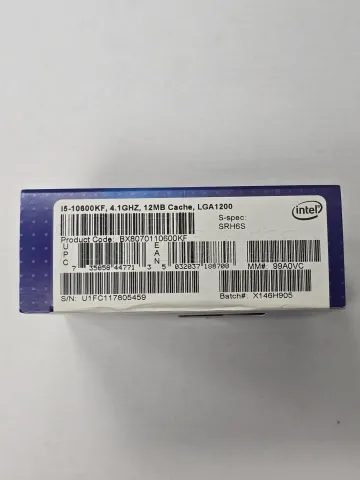 i5-10600KF, 4.1GHZ, 12MB Cache, LGA1200
S-spec:
SRH6S
intel
Product Code: BX8070110600KF
UPC
EAN
7 35858 44771 3
5 032037 188708
MM#: 99A0VC
S/N: U1FC117805459
Batch#: X146H905